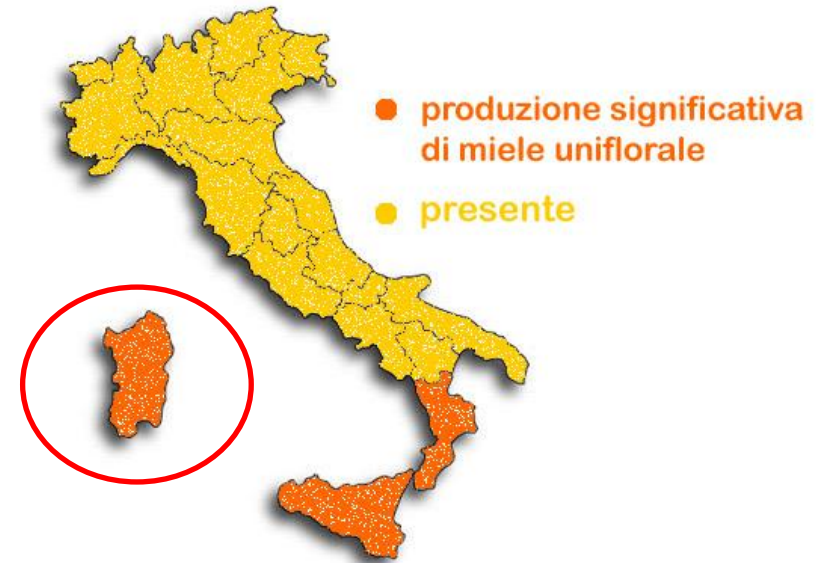 produzione significativa
di miele uniflorale
presente